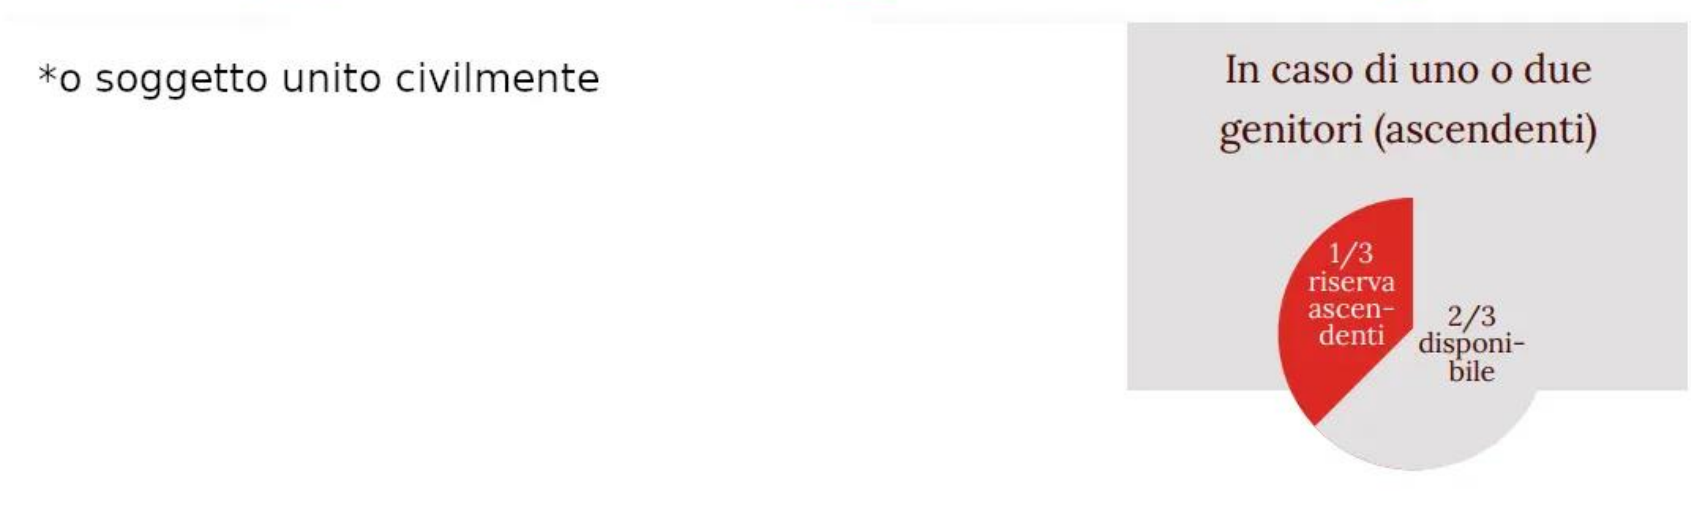 *o soggetto unito civilmente
In caso di uno o due
genitori (ascendenti)
1/3
riserva
ascen-
denti
2/3
disponi-
bile